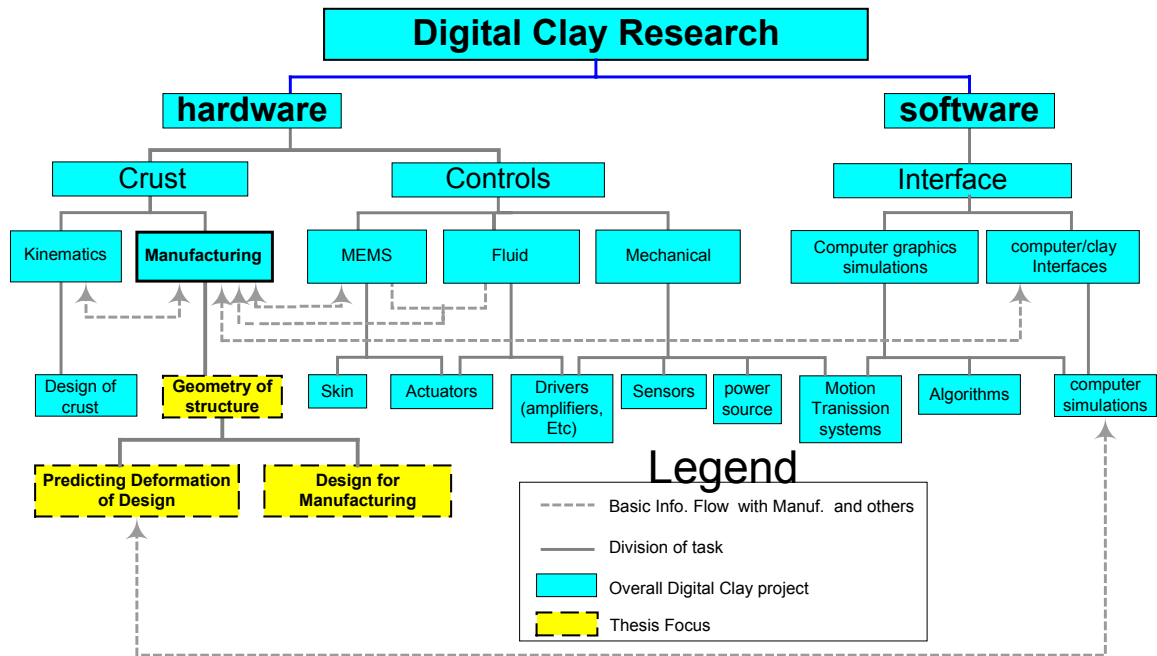 Digital Clay Research
hardware
software
Crust
Controls
Interface
Kinematics
Manufacturing
MEMS
Fluid
Mechanical
Computer graphics
simulations
computer/clay
Interfaces
Design of
crust
Geometry of
structure
Skin
Actuators
Drivers
(amplifiers,
Etc)
Sensors
power
source
Motion
Tranission
systems
Algorithms
computer
simulations
Predicting Deformation
of Design
Design for
Manufacturing
Legend
Basic Info. Flow with Manuf. and others
Division of task
Overall Digital Clay project
Thesis Focus